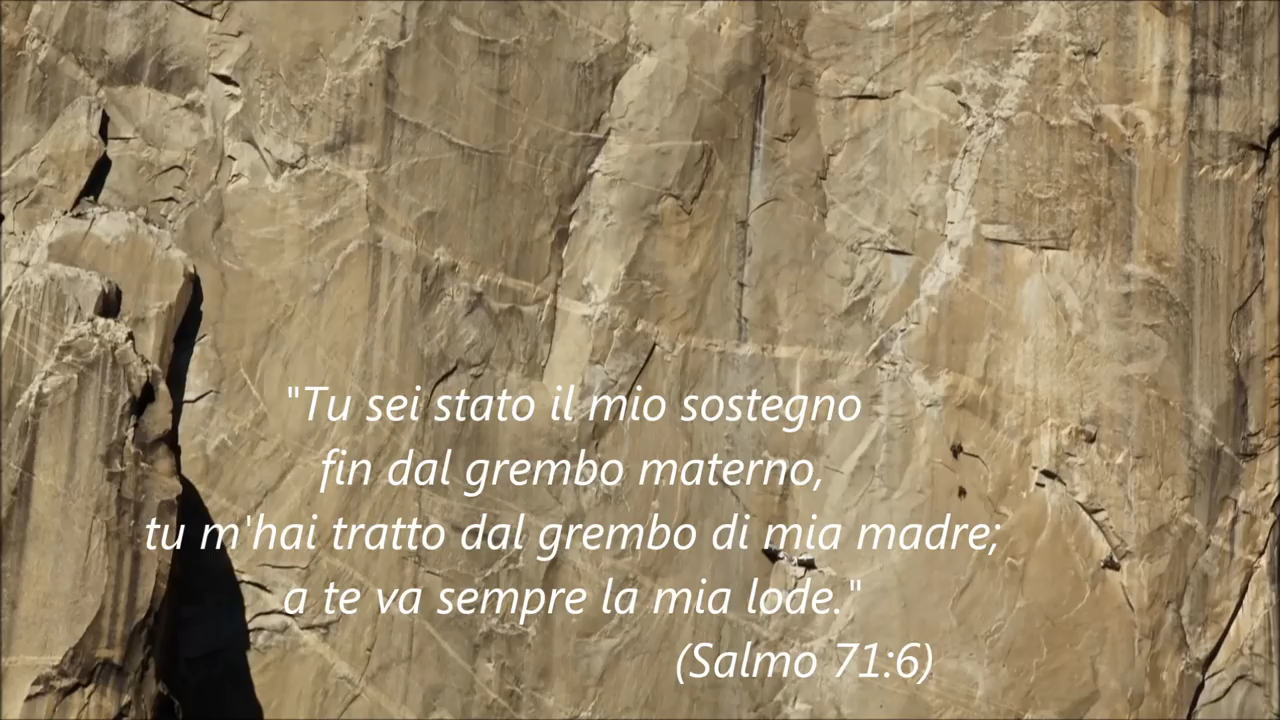 "Tu sei stato il mio sostegno
fin dal grembo materno,
tu m'hai tratto dal grembo di mia madre;
a te va sempre la mia lode."
(Salmo 71:6)